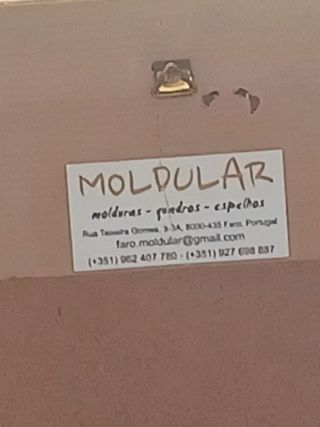 MOLDULAR
molduras - quadros - espelhos
Rua Teixeira Gomes, 3-3A, 8000-435 Faro, Portugal
faro.moldular@gmail.com
(+351) 962 407 780 - (+351) 927 698 887